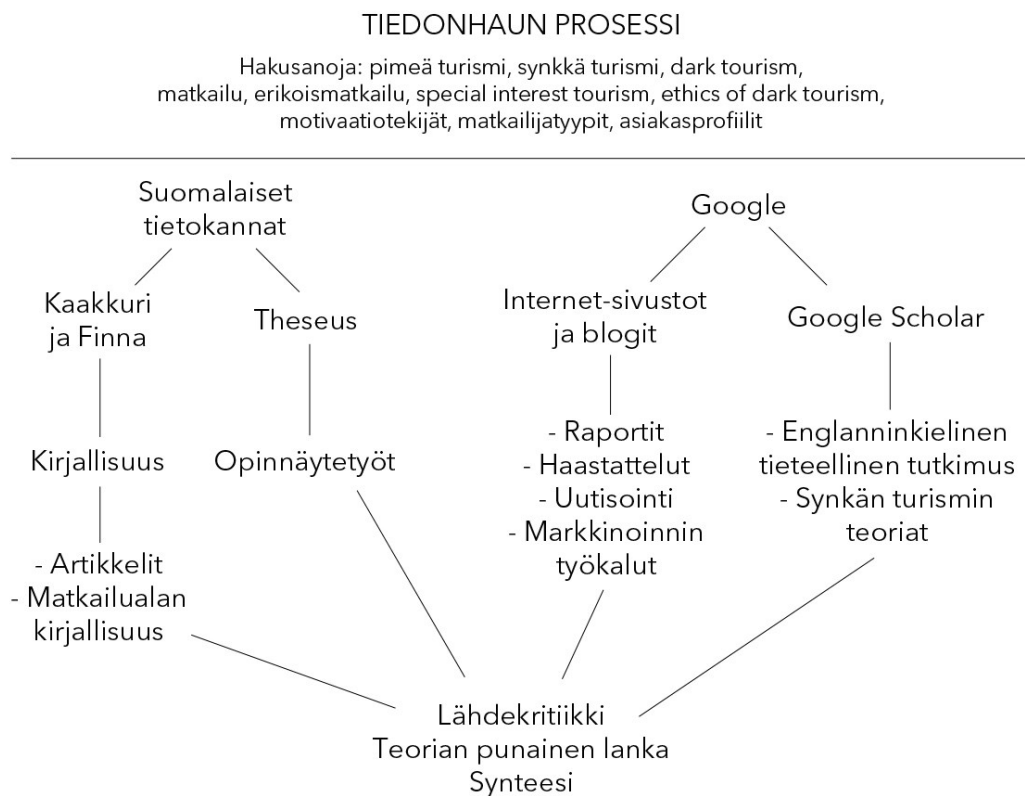 TIEDONHAUN PROSESSI
Hakusanoja: pimeä turismi, synkkä turismi, dark tourism,
matkailu, erikoismatkailu, special interest tourism, ethics of dark tourism,
motivaatiotekijät, matkailijatyypit, asiakasprofiilit
Suomalaiset
tietokannat
Google
Kaakkuri
ja Finna
Theseus
Internet-sivustot
ja blogit
Google Scholar
Kirjallisuus
Opinnäytetyöt
- Raportit
- Haastattelut
- Uutisointi
- Markkinoinnin
työkalut
- Englanninkielinen
tieteellinen tutkimus
- Synkän turismin
teoriat
- Artikkelit
- Matkailualan
kirjallisuus
Lähdekritiikki
Teorian punainen lanka
Synteesi